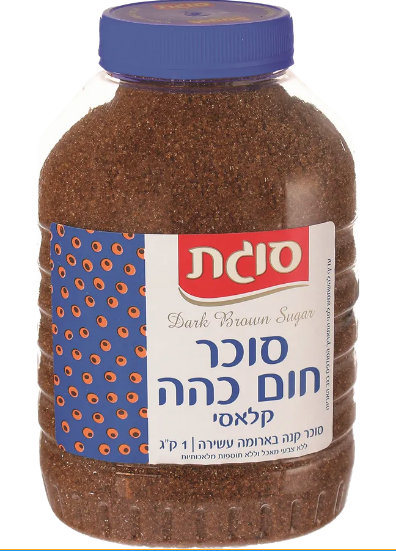 סוגת
סוגת
Dark Brown Sugar
סוכר
חום כהה
קלאסי
סוכר קנה בארומה עשירה | 1 ק"ג
ללא צבעי מאכל וללא תוספות מלאכותיות